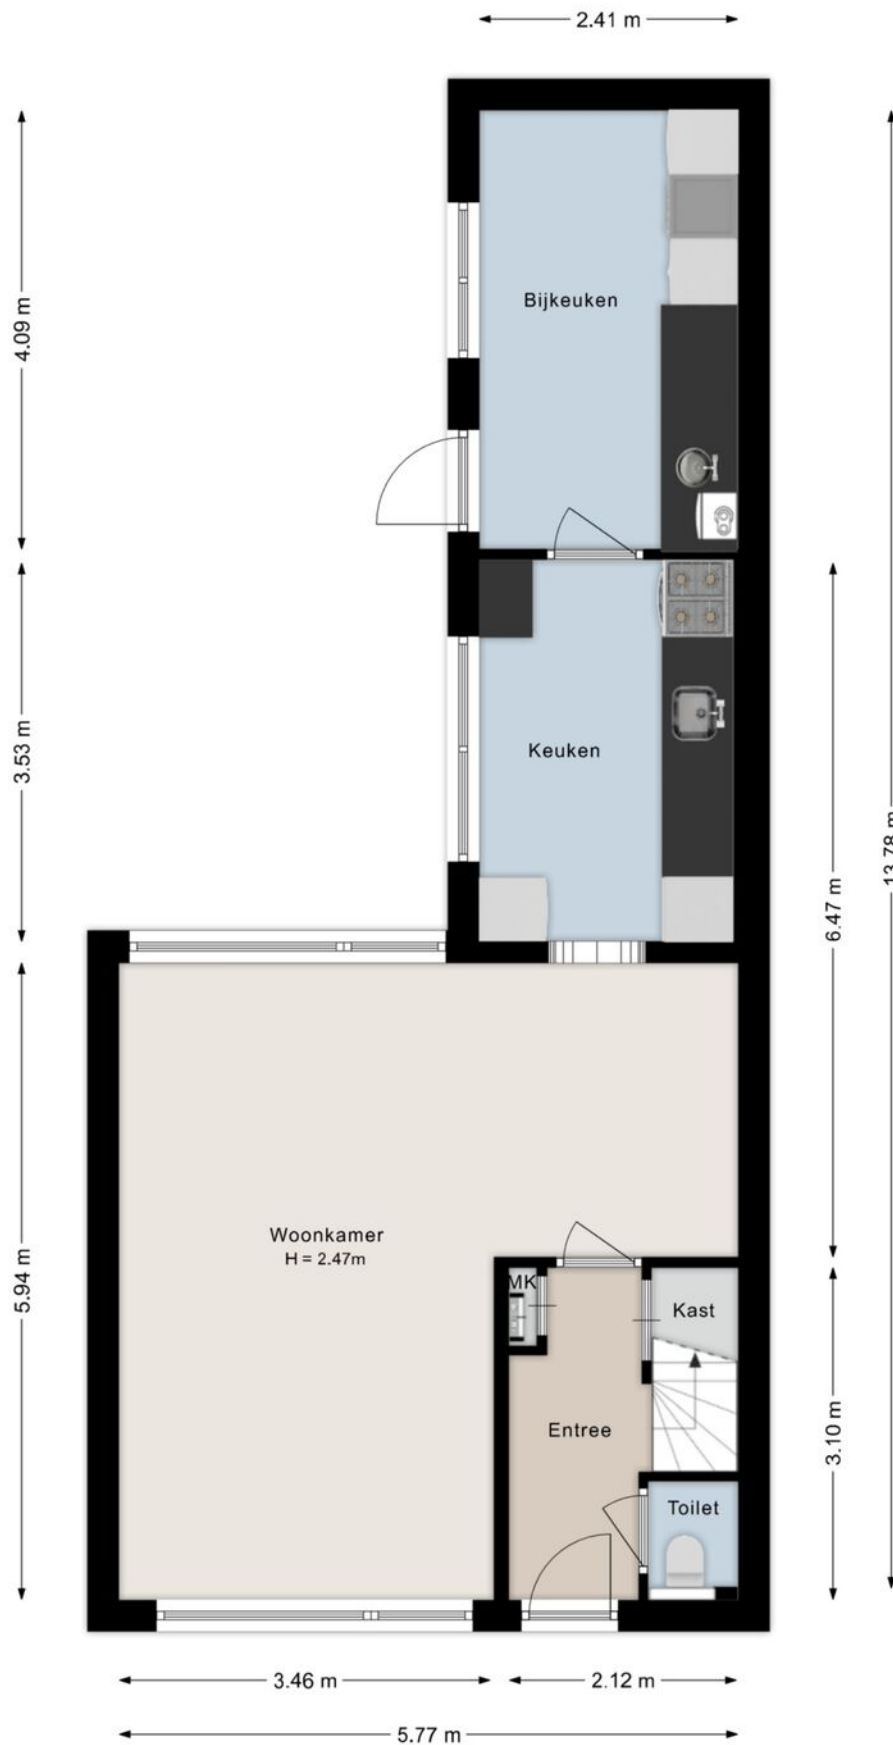 2.41 m
4.09 m
Bijkeuken
3.53 m
Keuken
13.78 m
6.47 m
Woonkamer
H = 2.47m
5.94 m
MK
Kast
3.10 m
Entree
Toilet
3.46 m
2.12 m
5.77 m